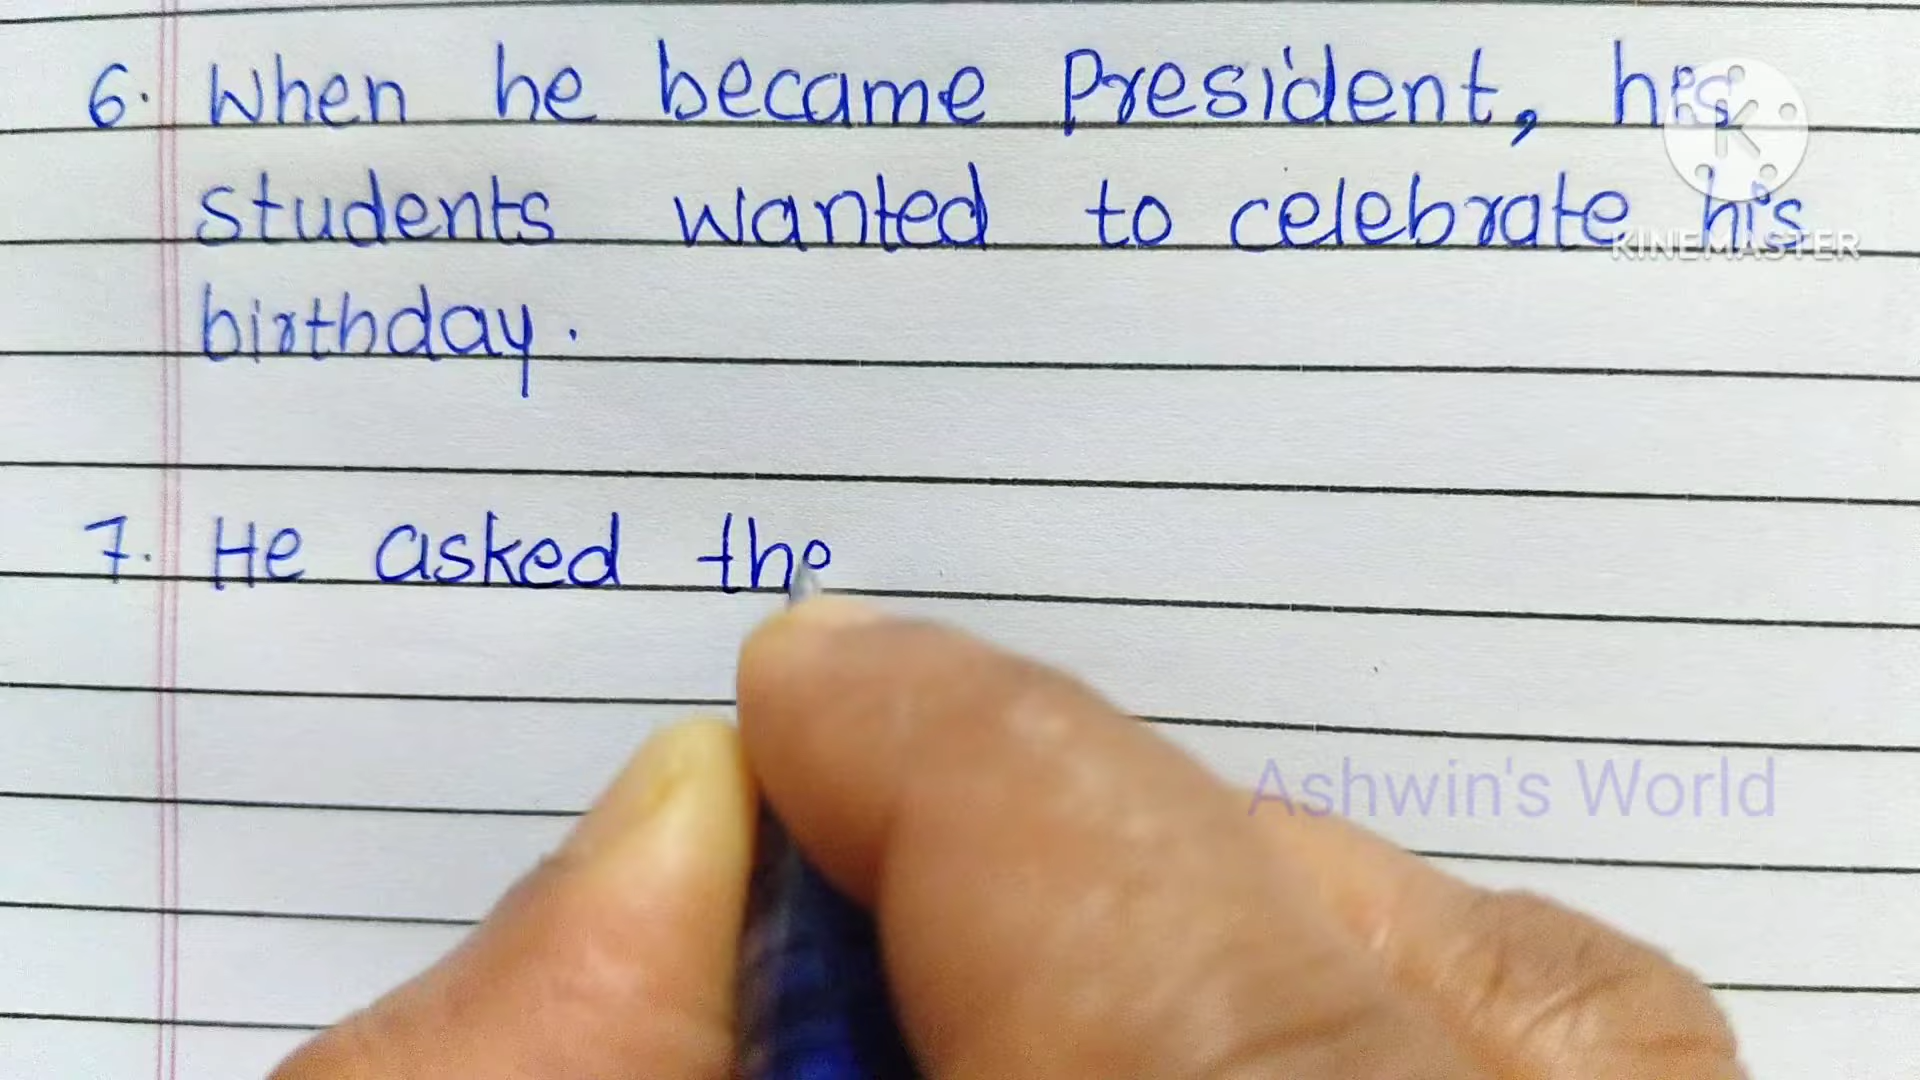 6. When he became President, his
students wanted to celebrate his
birthday.
7. He asked the
KINEMASTER
Ashwin's World